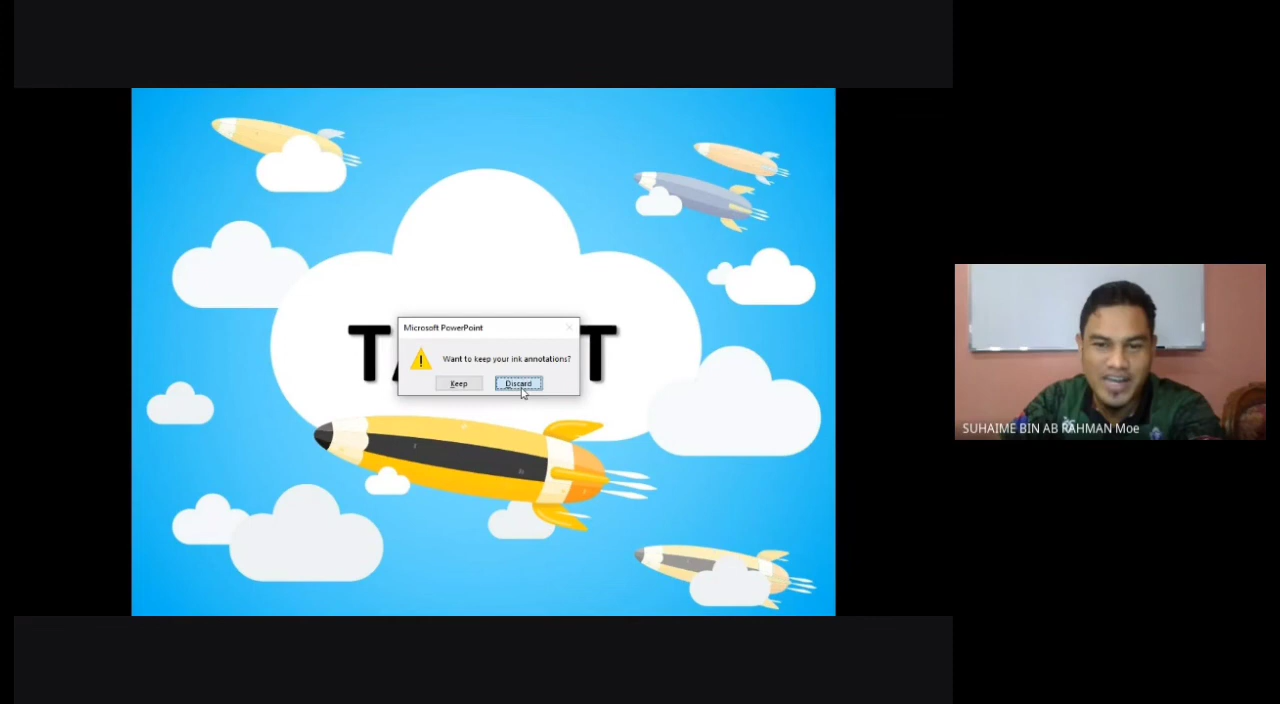 Microsoft PowerPoint
Want to keep your ink annotations?
Keep
Discard
SUHAIME BIN AB RAHMAN Moe